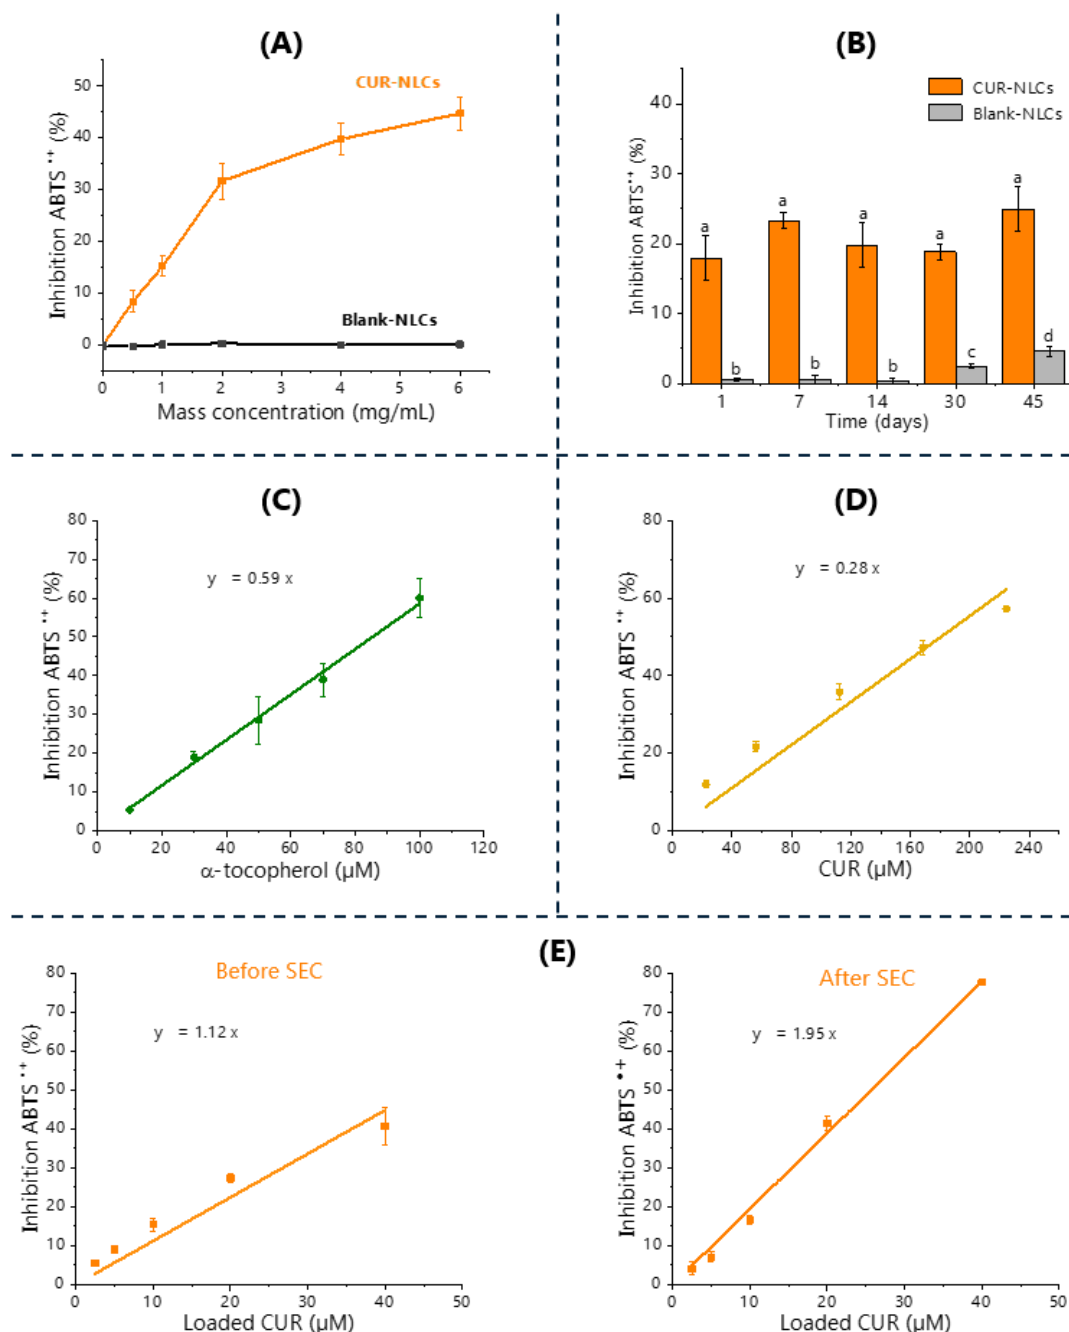 (A)
CUR-NLCs
Blank-NLCs
Inhibition ABTS •+ (%)
50
40
30
20
10
0
0 1 2 3 4 5 6
Mass concentration (mg/mL)
(B)
CUR-NLCs
Blank-NLCs
Inhibition ABTS•+ (%)
40
20
0
a a a a a
b b b c d
1 7 14 30 45
Time (days)
(C)
y = 0.59 x
Inhibition ABTS •+ (%)
80
70
60
50
40
30
20
10
0
0 20 40 60 80 100 120
α-tocopherol (µM)
(D)
y = 0.28 x
Inhibition ABTS •+ (%)
80
60
40
20
0
0 40 80 120 160 200 240
CUR (µM)
(E)
Before SEC
y = 1.12 x
Inhibition ABTS •+ (%)
80
70
60
50
40
30
20
10
0
0 10 20 30 40 50
Loaded CUR (µM)
After SEC
y = 1.95 x
Inhibition ABTS •+ (%)
80
70
60
50
40
30
20
10
0
0 10 20 30 40 50
Loaded CUR (µM)